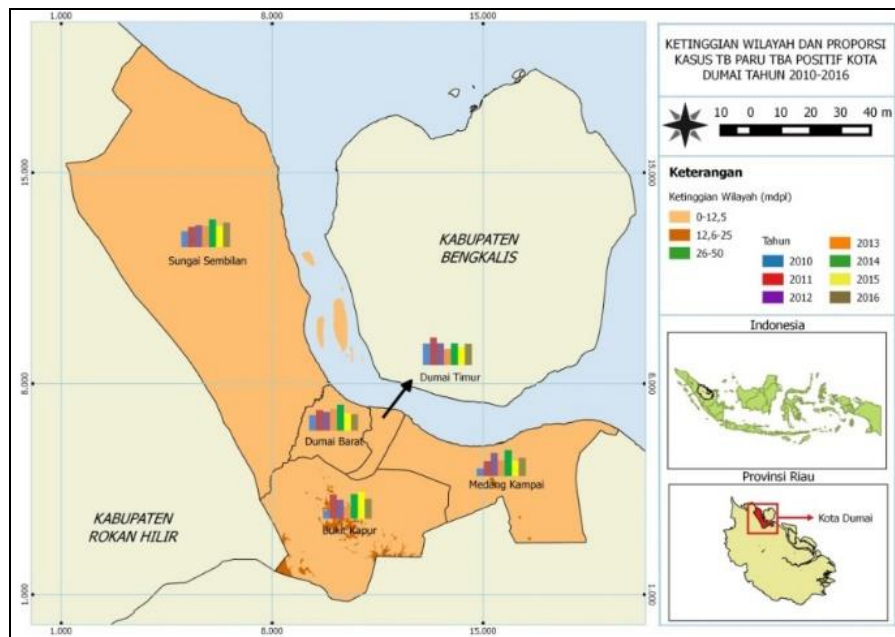 1.000
8.000
15.000
KETINGGIAN WILAYAH DAN PROPORSI
KASUS TB PARU TBA POSITIF KOTA
DUMAI TAHUN 2010-2016
10 0 10 20 30 40 m
Keterangan
Ketinggian Wilayah (mdpl)
0-12,5
12,6-25
26-50
Tahun
2010
2011
2012
2013
2014
2015
2016
Indonesia
Provinsi Riau
Kota Dumai
15.000
15.000
Sungai Sembilan
KABUPATEN
BENGKALIS
Dumai Timur
8.000
Dumai Barat
Medang Kampai
Bukit Kapur
KABUPATEN
ROKAN HILIR
1.000
1.000
1.000
8.000
15.000